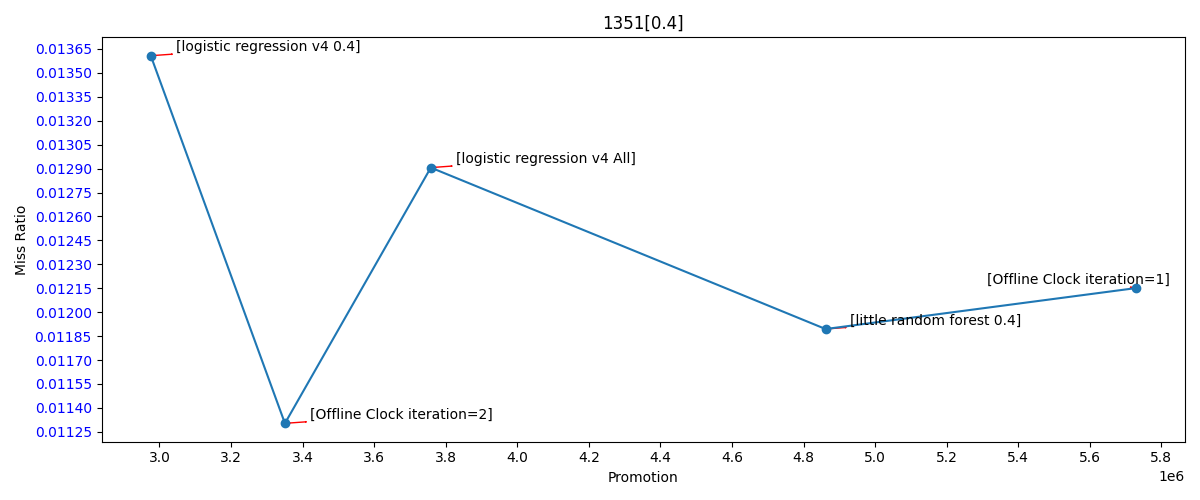 1351[0.4]
0.01365
0.01350
0.01335
0.01320
0.01305
0.01290
0.01275
0.01260
0.01245
0.01230
0.01215
0.01200
0.01185
0.01170
0.01155
0.01140
0.01125
Miss Ratio
[logistic regression v4 0.4]
[logistic regression v4 All]
[Offline Clock iteration=1]
[little random forest 0.4]
[Offline Clock iteration=2]
3.0 3.2 3.4 3.6 3.8 4.0 4.2 4.4 4.6 4.8 5.0 5.2 5.4 5.6 5.8
1e6
Promotion